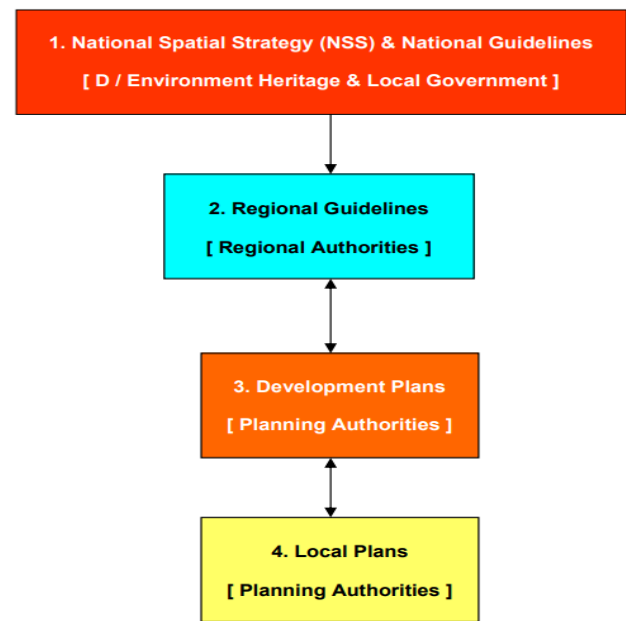 1. National Spatial Strategy (NSS) & National Guidelines
[ D / Environment Heritage & Local Government ]
2. Regional Guidelines
[ Regional Authorities ]
3. Development Plans
[ Planning Authorities ]
4. Local Plans
[ Planning Authorities ]